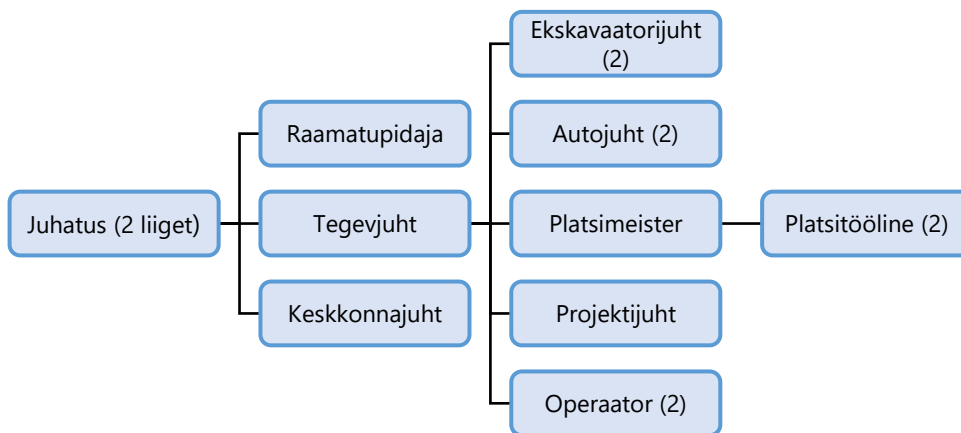 Ekskavaatorijuht
(2)
Raamatupidaja
Autojuht (2)
Juhatus (2 liiget)
Tegevjuht
Platsimeister
Platsitööline (2)
Keskkonnajuht
Projektijuht
Operaator (2)